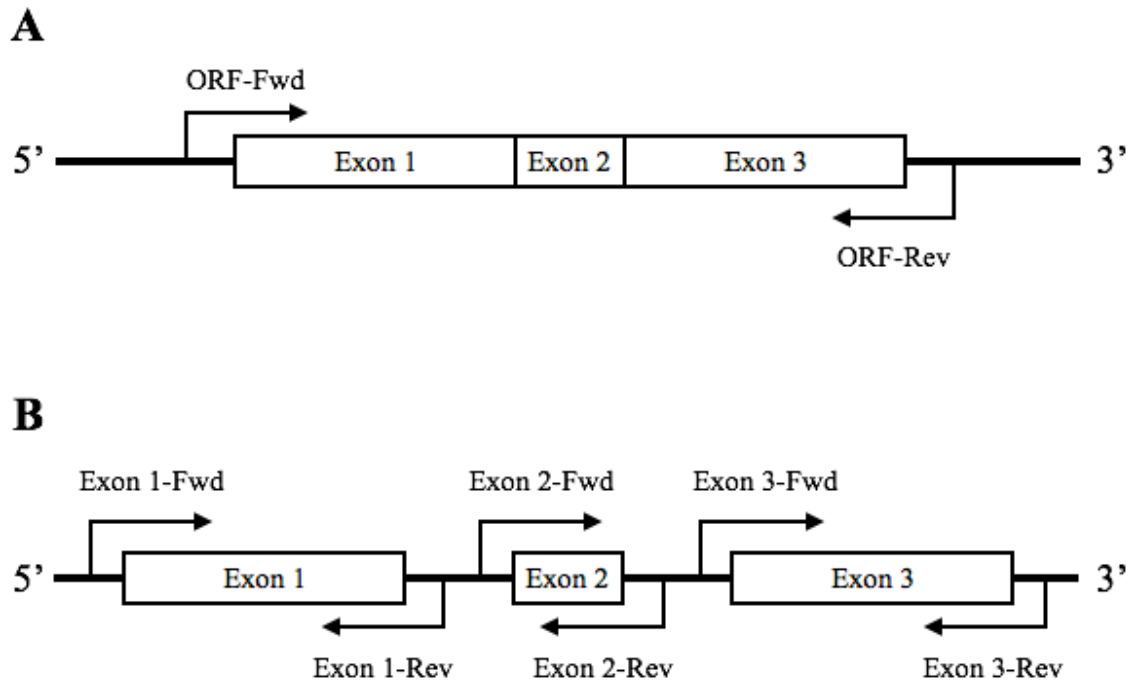 A
ORF-Fwd
5’ Exon 1 Exon 2 Exon 3 3’
ORF-Rev
B
Exon 1-Fwd Exon 2-Fwd Exon 3-Fwd
5’ Exon 1 Exon 2 Exon 3 3’
Exon 1-Rev Exon 2-Rev Exon 3-Rev